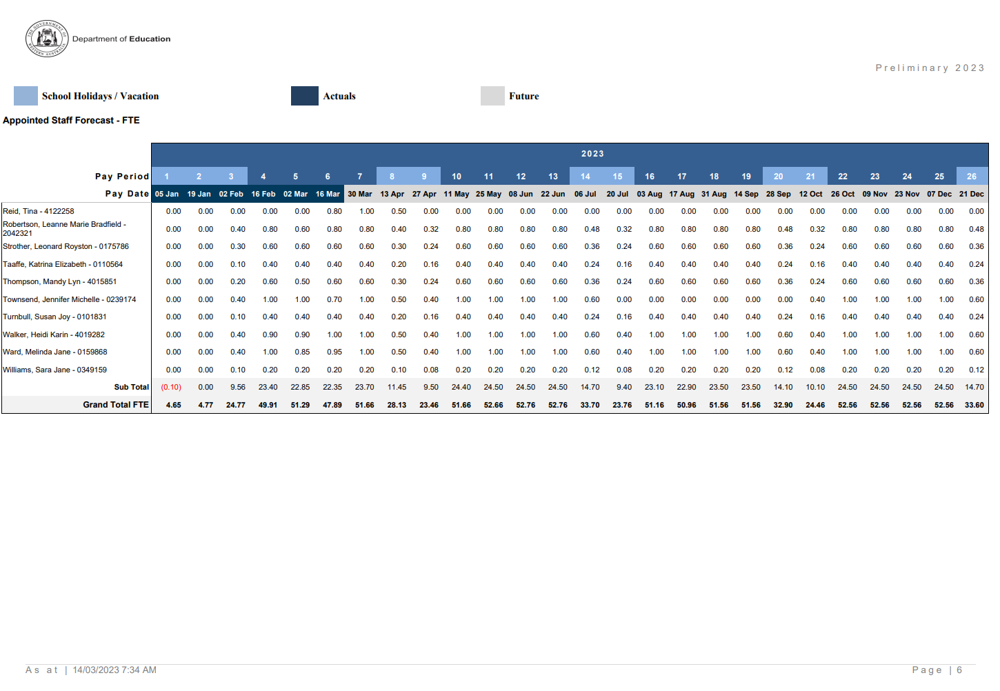 THE GOVERNMENT OF
WESTERN AUSTRALIA
Department of Education
Preliminary 2023
School Holidays / Vacation Actuals Future
Appointed Staff Forecast - FTE
2023
Pay Period 1 2 3 4 5 6 7 8 9 10 11 12 13 14 15 16 17 18 19 20 21 22 23 24 25 26
Pay Date 05 Jan 19 Jan 02 Feb 16 Feb 02 Mar 16 Mar 30 Mar 13 Apr 27 Apr 11 May 25 May 08 Jun 22 Jun 06 Jul 20 Jul 03 Aug 17 Aug 31 Aug 14 Sep 28 Sep 12 Oct 26 Oct 09 Nov 23 Nov 07 Dec 21 Dec
Reid, Tina - 4122258 0.00 0.00 0.00 0.00 0.00 0.80 1.00 0.50 0.00 0.00 0.00 0.00 0.00 0.00 0.00 0.00 0.00 0.00 0.00 0.00 0.00 0.00 0.00 0.00 0.00 0.00
Robertson, Leanne Marie Bradfield -
2042321 0.00 0.00 0.40 0.80 0.60 0.80 0.80 0.40 0.32 0.80 0.80 0.80 0.80 0.48 0.32 0.80 0.80 0.80 0.80 0.48 0.32 0.80 0.80 0.80 0.80 0.48
Strother, Leonard Royston - 0175786 0.00 0.00 0.30 0.60 0.60 0.60 0.60 0.30 0.24 0.60 0.60 0.60 0.60 0.36 0.24 0.60 0.60 0.60 0.60 0.36 0.24 0.60 0.60 0.60 0.60 0.36
Taaffe, Katrina Elizabeth - 0110564 0.00 0.00 0.10 0.40 0.40 0.40 0.40 0.20 0.16 0.40 0.40 0.40 0.40 0.24 0.16 0.40 0.40 0.40 0.40 0.24 0.16 0.40 0.40 0.40 0.40 0.24
Thompson, Mandy Lyn - 4015851 0.00 0.00 0.20 0.60 0.50 0.60 0.60 0.30 0.24 0.60 0.60 0.60 0.60 0.36 0.24 0.60 0.60 0.60 0.60 0.36 0.24 0.60 0.60 0.60 0.60 0.36
Townsend, Jennifer Michelle - 0239174 0.00 0.00 0.40 1.00 1.00 0.70 1.00 0.50 0.40 1.00 1.00 1.00 1.00 0.60 0.00 0.00 0.00 0.00 0.00 0.00 0.40 1.00 1.00 1.00 1.00 0.60
Turnbull, Susan Joy - 0101831 0.00 0.00 0.10 0.40 0.40 0.40 0.40 0.20 0.16 0.40 0.40 0.40 0.40 0.24 0.16 0.40 0.40 0.40 0.40 0.24 0.16 0.40 0.40 0.40 0.40 0.24
Walker, Heidi Karin - 4019282 0.00 0.00 0.40 0.90 0.90 1.00 1.00 0.50 0.40 1.00 1.00 1.00 1.00 0.60 0.40 1.00 1.00 1.00 1.00 0.60 0.40 1.00 1.00 1.00 1.00 0.60
Ward, Melinda Jane - 0159868 0.00 0.00 0.40 1.00 0.85 0.95 1.00 0.50 0.40 1.00 1.00 1.00 1.00 0.60 0.40 1.00 1.00 1.00 1.00 0.60 0.40 1.00 1.00 1.00 1.00 0.60
Williams, Sara Jane - 0349159 0.00 0.00 0.10 0.20 0.20 0.20 0.20 0.10 0.08 0.20 0.20 0.20 0.20 0.12 0.08 0.20 0.20 0.20 0.20 0.12 0.08 0.20 0.20 0.20 0.20 0.12
Sub Total (0.10) 0.00 9.56 23.40 22.85 22.35 23.70 11.45 9.50 24.40 24.50 24.50 24.50 14.70 9.40 23.10 22.90 23.50 23.50 14.10 10.10 24.50 24.50 24.50 24.50 14.70
Grand Total FTE 4.65 4.77 24.77 49.91 51.29 47.89 51.66 28.13 23.46 51.66 52.66 52.76 52.76 33.70 23.76 51.16 50.96 51.56 51.56 32.90 24.46 52.56 52.56 52.56 52.56 33.60
As at | 14/03/2023 7:34 AM Page | 6